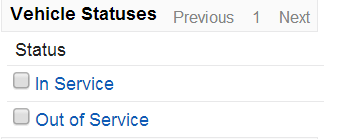 Vehicle Statuses Previous 1 Next
Status
In Service
Out of Service